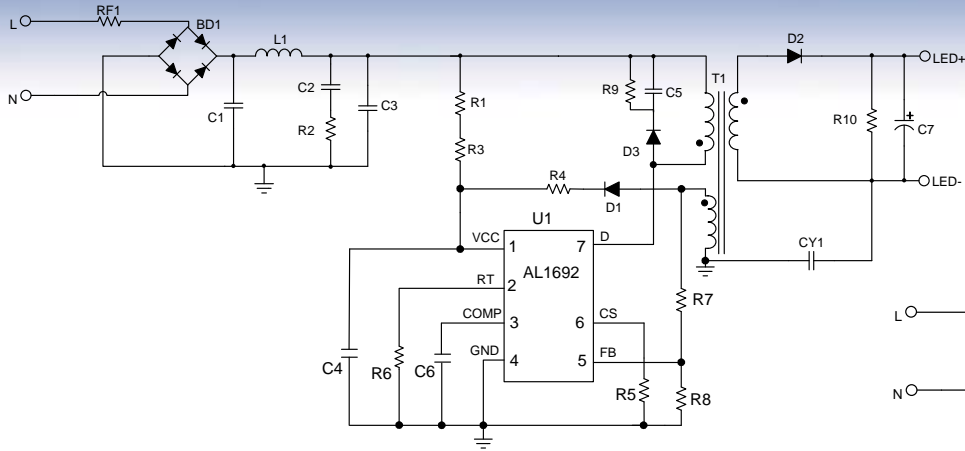 RF1
L
BD1
D2
L1
LED+
T1
C2
R9
C5
N
R1
C3
C1
R10
+
C7
R2
D3
R3
R4
LED-
D1
U1
VCC
1
7
D
CY1
AL1692
RT
2
R7
L
COMP
3
6
CS
GND
4
5
FB
C4
R6
C6
R5
R8
N